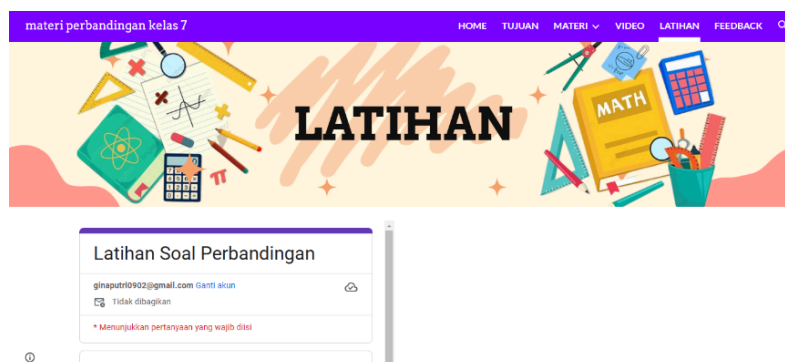 materi perbandingan kelas 7
HOME TUJUAN MATERI VIDEO LATIHAN FEEDBACK
LATIHAN
MATH
Latihan Soal Perbandingan
ginaputri0902@gmail.com Ganti akun
Tidak dibagikan
* Menunjukkan pertanyaan yang wajib diisi